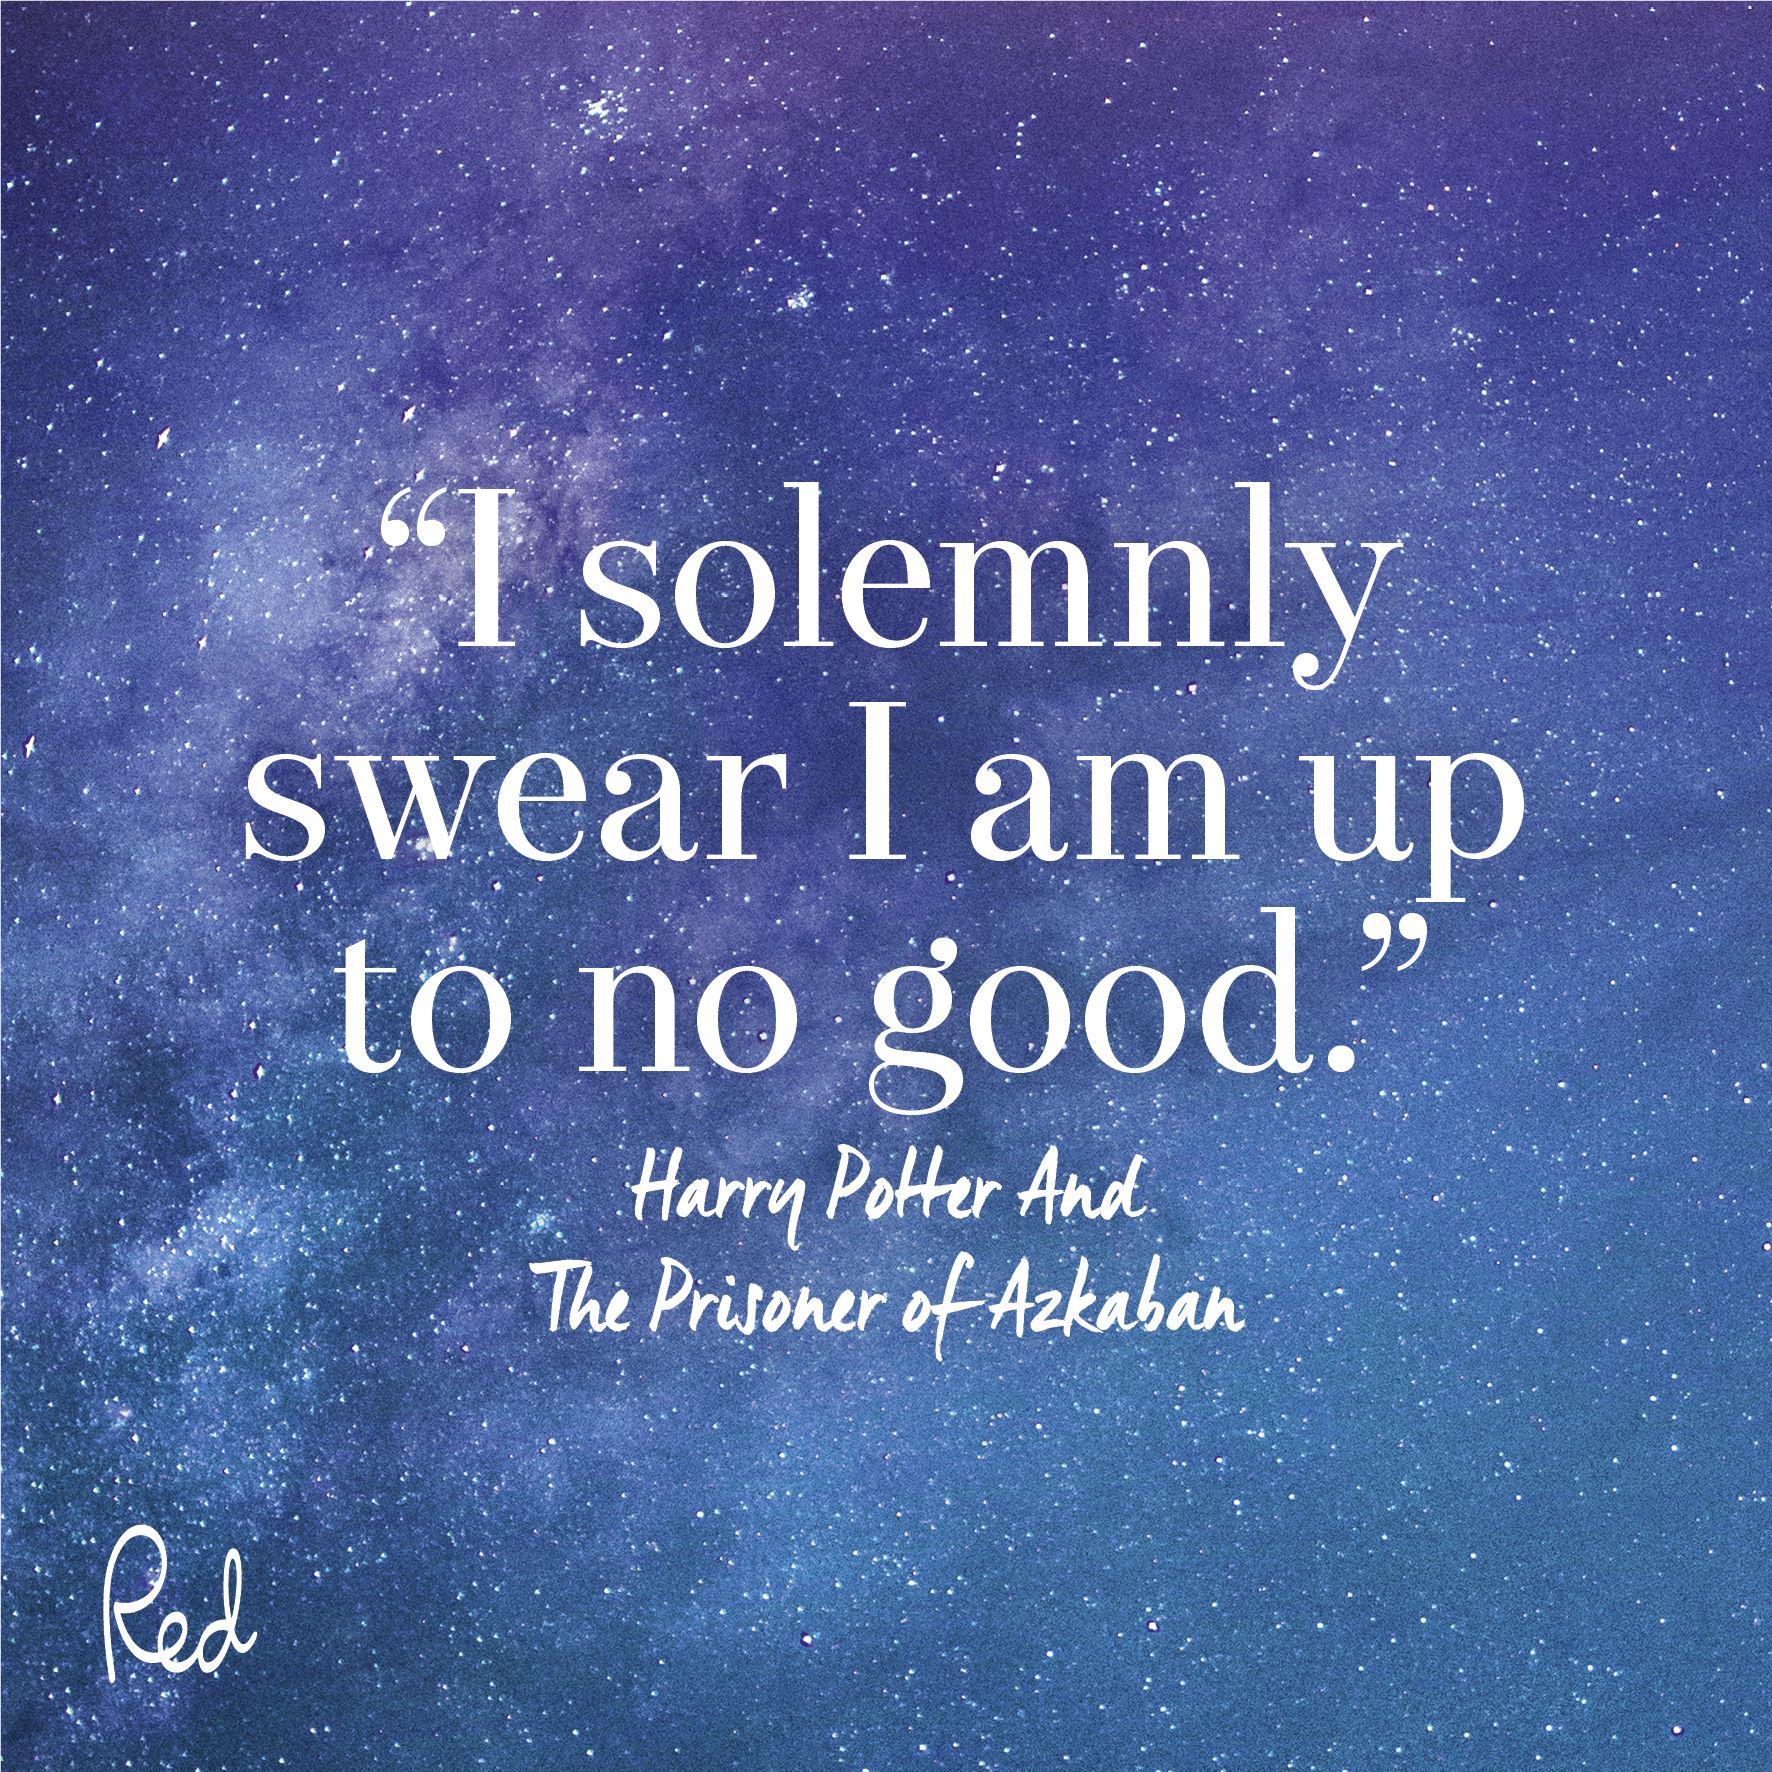 “I solemnly
swear I am up
to no good.”
Harry Potter And
The Prisoner of Azkaban
Red